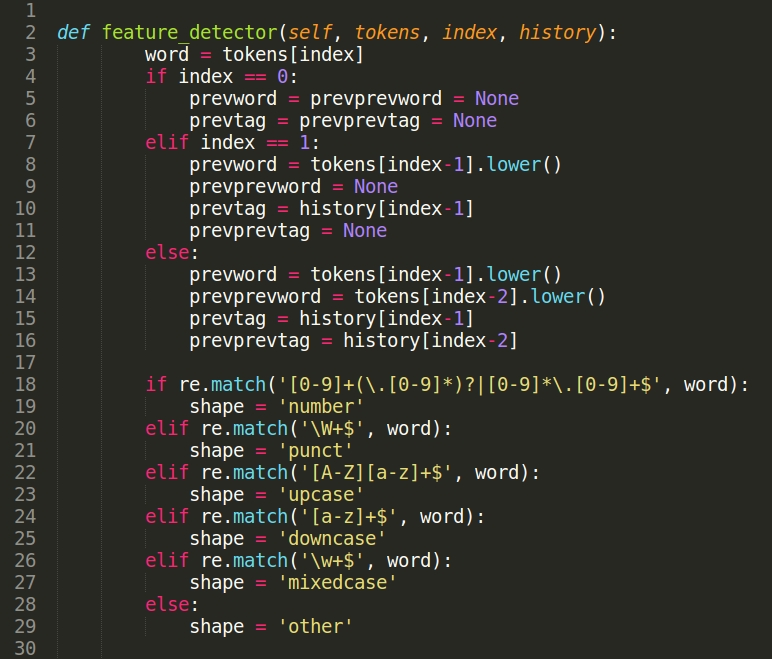 1
2 def feature_detector(self, tokens, index, history):
3         word = tokens[index]
4         if index == 0:
5             prevword = prevprevword = None
6             prevtag = prevprevtag = None
7         elif index == 1:
8             prevword = tokens[index-1].lower()
9             prevprevword = None
10             prevtag = history[index-1]
11             prevprevtag = None
12         else:
13             prevword = tokens[index-1].lower()
14             prevprevword = tokens[index-2].lower()
15             prevtag = history[index-1]
16             prevprevtag = history[index-2]
17
18         if re.match('[0-9]+(\.[0-9]*)?|[0-9]*\.[0-9]+$', word):
19             shape = 'number'
20         elif re.match('\W+$', word):
21             shape = 'punct'
22         elif re.match('[A-Z][a-z]+$', word):
23             shape = 'upcase'
24         elif re.match('[a-z]+$', word):
25             shape = 'downcase'
26         elif re.match('\w+$', word):
27             shape = 'mixedcase'
28         else:
29             shape = 'other'
30